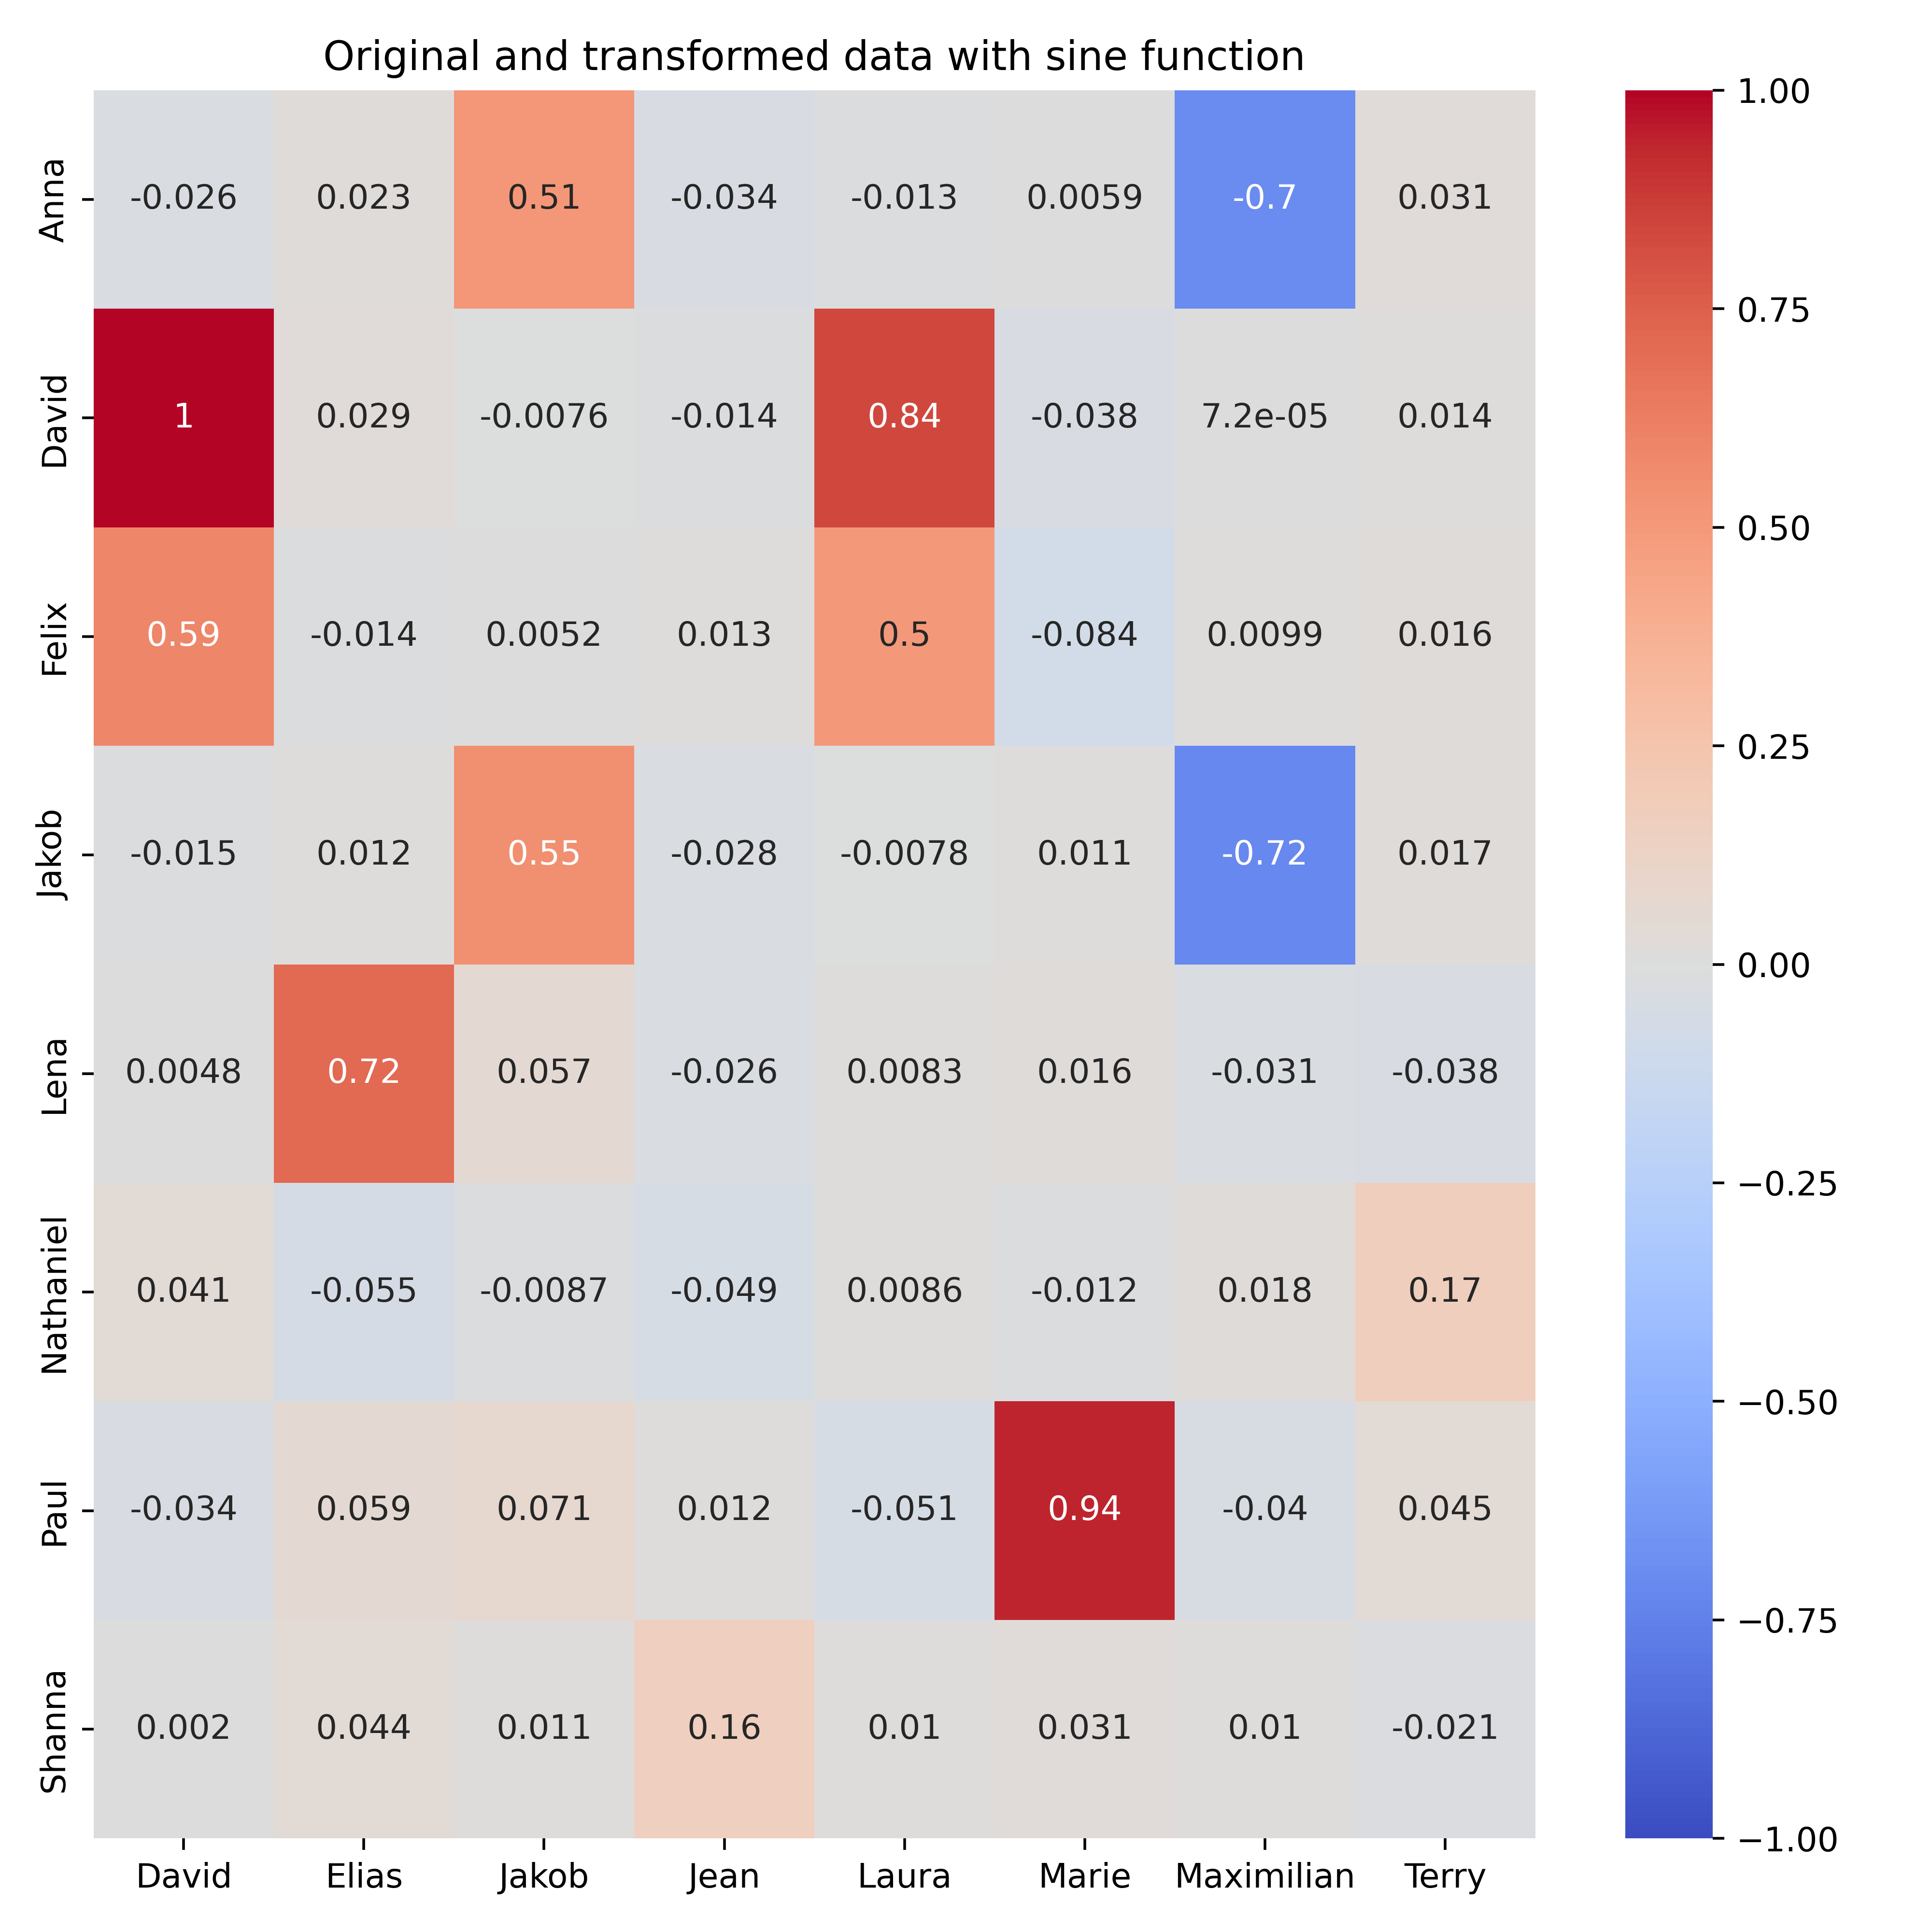 Original and transformed data with sine function
Anna -0.026 0.023 0.51 -0.034 -0.013 0.0059 -0.7 0.031
David 1 0.029 -0.0076 -0.014 0.84 -0.038 7.2e-05 0.014
Felix 0.59 -0.014 0.0052 0.013 0.5 -0.084 0.0099 0.016
Jakob -0.015 0.012 0.55 -0.028 -0.0078 0.011 -0.72 0.017
Lena 0.0048 0.72 0.057 -0.026 0.0083 0.016 -0.031 -0.038
Nathaniel 0.041 -0.055 -0.0087 -0.049 0.0086 -0.012 0.018 0.17
Paul -0.034 0.059 0.071 0.012 -0.051 0.94 -0.04 0.045
Shanna 0.002 0.044 0.011 0.16 0.01 0.031 0.01 -0.021
David Elias Jakob Jean Laura Marie Maximilian Terry
1.00
0.75
0.50
0.25
0.00
−0.25
−0.50
−0.75
−1.00